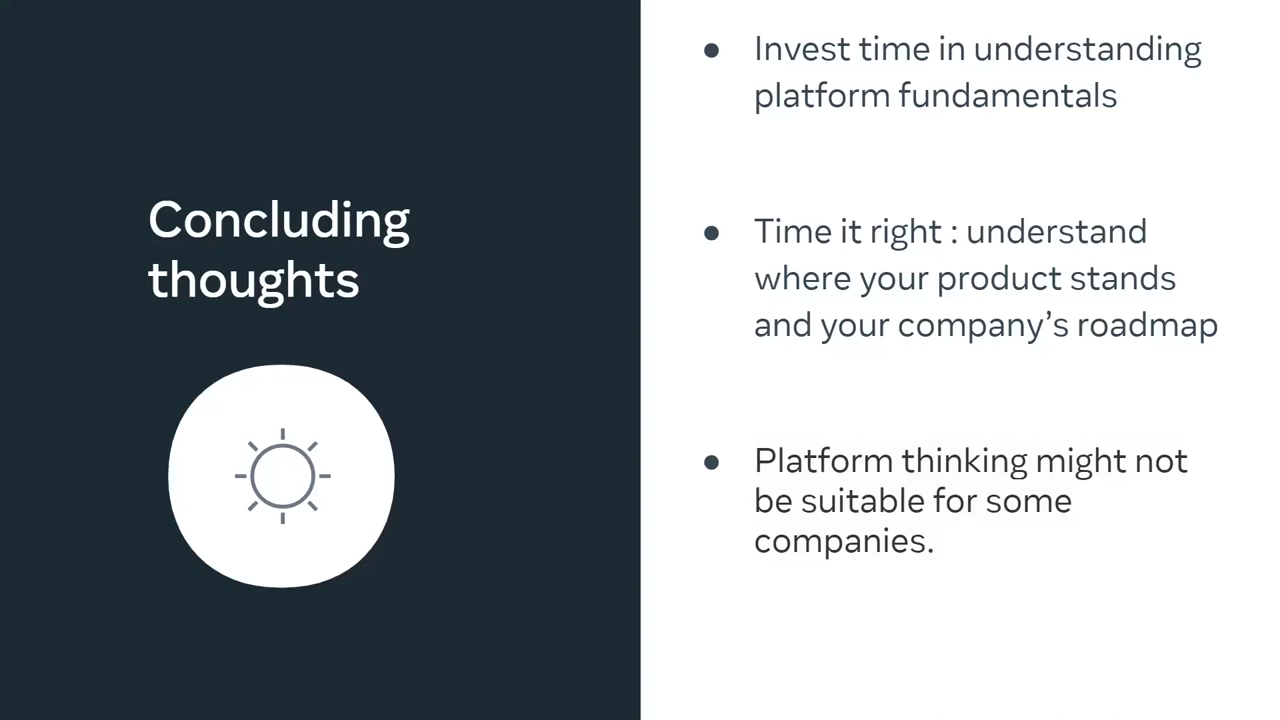 Concluding
thoughts
● Invest time in understanding
platform fundamentals
● Time it right : understand
where your product stands
and your company’s roadmap
● Platform thinking might not
be suitable for some
companies.